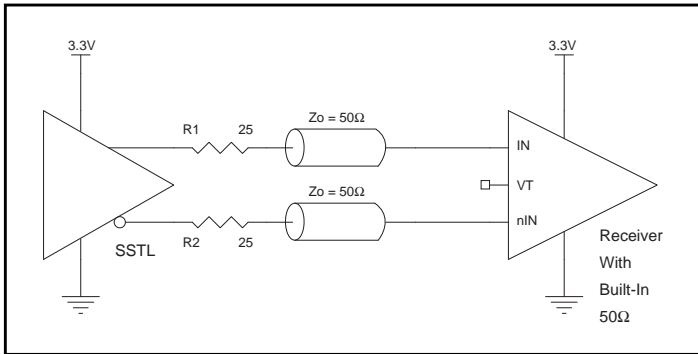 3.3V
3.3V
R1 25
Zo = 50Ω
IN
VT
Zo = 50Ω
nIN
R2 25
SSTL
Receiver
With
Built-In
50Ω